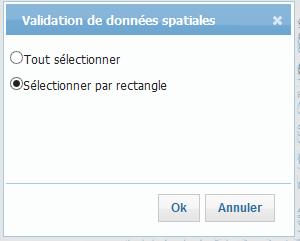 Validation de données spatiales
Tout sélectionner
Sélectionner par rectangle
Ok
Annuler